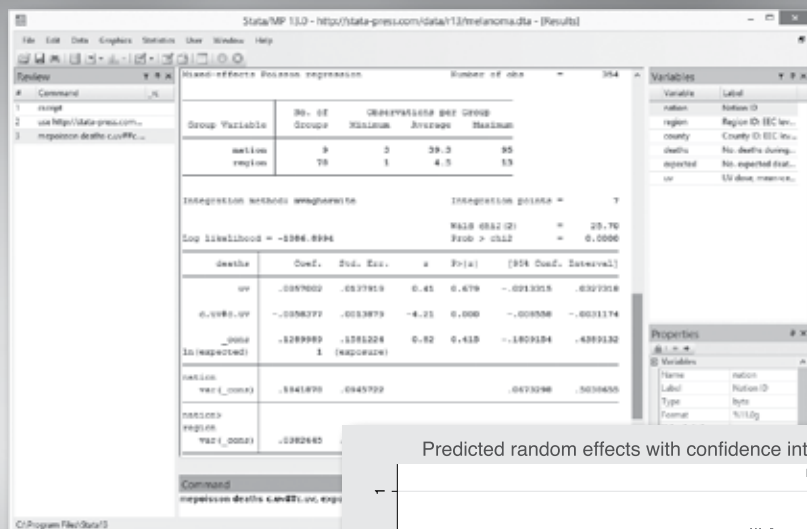 Stata/MP 13.0 - http://stata-press.com/data/r13/melanoma.dta - [Results]
File Edit Data Graphics Statistics User Window Help
Review
# Command _rc
1
2 use http://stata-press.com...
3 mepoisson deaths c.uv##c....
Mixed-effects Poisson regression Number of obs = 354
No. of Observations per Group
Group Variable Groups Minimum Average Maximum
nation 9 3 39.3 95
region 78 1 4.5 13
Integration method: mvaghermite Integration points = 7
Wald chi2(2) = 25.70
Log likelihood = -1086.8994 Prob > chi2 = 0.0000
deaths Coef. Std. Err. z P>|z| [95% Conf. Interval]
uv .0057002 .0137919 0.41 0.679 -.0213315 .0327318
c.uv#c.uv -.0058377 .0013879 -4.21 0.000 -.008558 -.0031174
_cons .1289989 .1581224 0.82 0.415 -.1809154 .4389132
ln(expected) 1 (exposure)
nation
var(_cons) .1841878 .0945722 .0673298 .5038655
nation>
region
var(_cons) .0382645
Command
mepoisson deaths c.uv##c.uv, expo
C:\Program Files\Stata13
Variables
Variable Label
nation Nation ID
region Region ID: EEC lev...
county County ID: EEC lev...
deaths No. deaths during...
expected No. expected deat...
uv UV dose, mean-ce...
Properties
Variables
Name nation
Label Nation ID
Type byte
Format %11.0g
Predicted random effects with confidence int
1